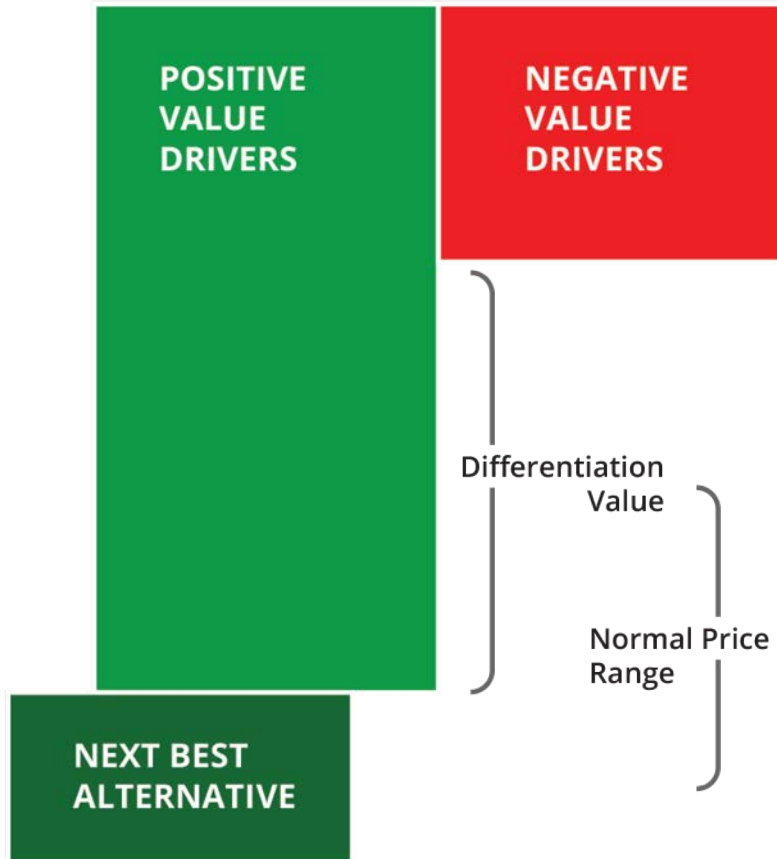 POSITIVE
VALUE
DRIVERS
NEGATIVE
VALUE
DRIVERS
Differentiation
Value
Normal Price
Range
NEXT BEST
ALTERNATIVE